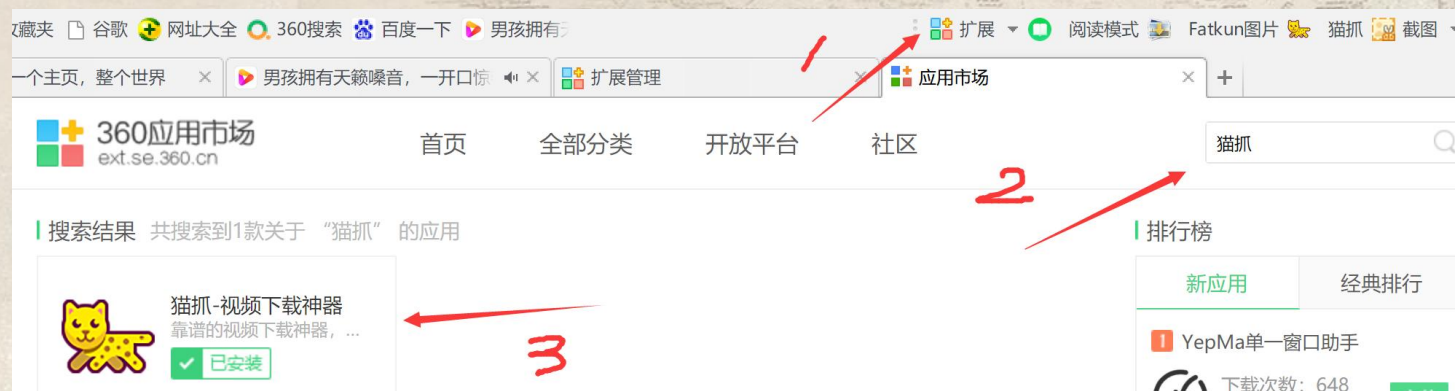 收藏夹 谷歌 网址大全 360搜索 百度一下 男孩拥有 扩展 阅读模式 Fatkun图片 猫抓 截图
一个主页，整个世界 男孩拥有天籁嗓音，一开口惊 扩展管理 应用市场
1
360应用市场 首页 全部分类 开放平台 社区 猫抓
ext.se.360.cn
2
搜索结果 共搜索到1款关于 “猫抓” 的应用 排行榜
新应用 经典排行
猫抓-视频下载神器
靠谱的视频下载神器，...
已安装
3
1 YepMa单一窗口助手
下载次数：648